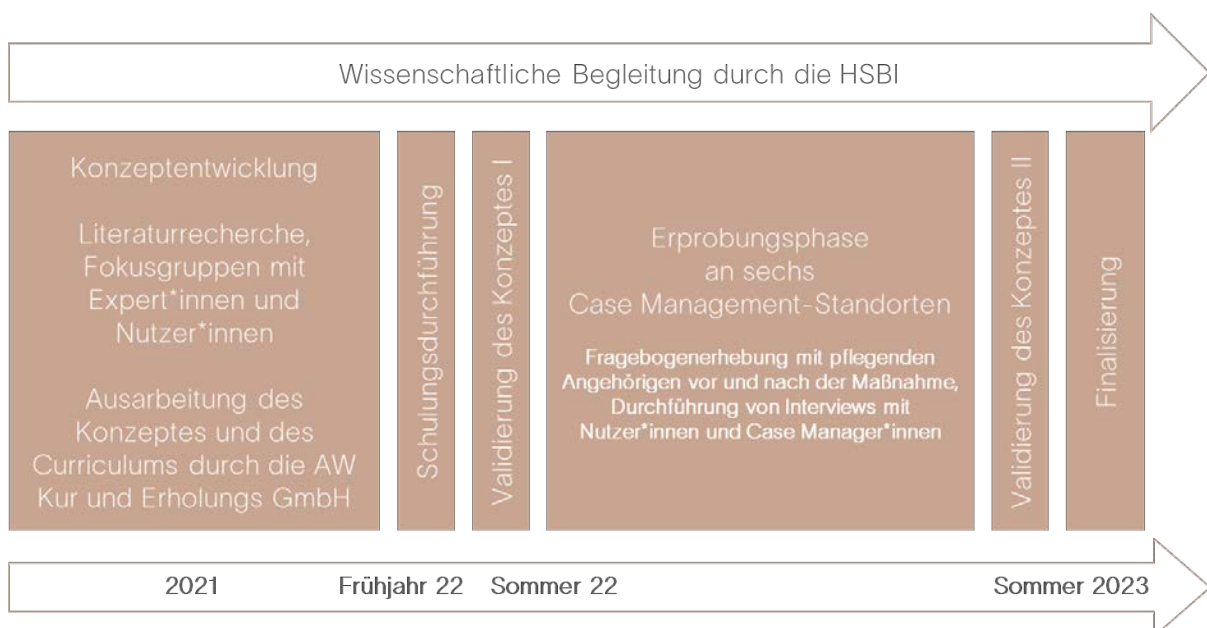 Wissenschaftliche Begleitung durch die HSBI
Konzeptentwicklung
Literaturrecherche,
Fokusgruppen mit
Expert*innen und
Nutzer*innen
Ausarbeitung des
Konzeptes und des
Curriculums durch die AW
Kur und Erholungs GmbH
Schulungsdurchführung
Validierung des Konzeptes I
Erprobungsphase
an sechs
Case Management-Standorten
Fragebogenerhebung mit pflegenden
Angehörigen vor und nach der Maßnahme,
Durchführung von Interviews mit
Nutzer*innen und Case Manager*innen
Validierung des Konzeptes II
Finalisierung
2021
Frühjahr 22
Sommer 22
Sommer 2023